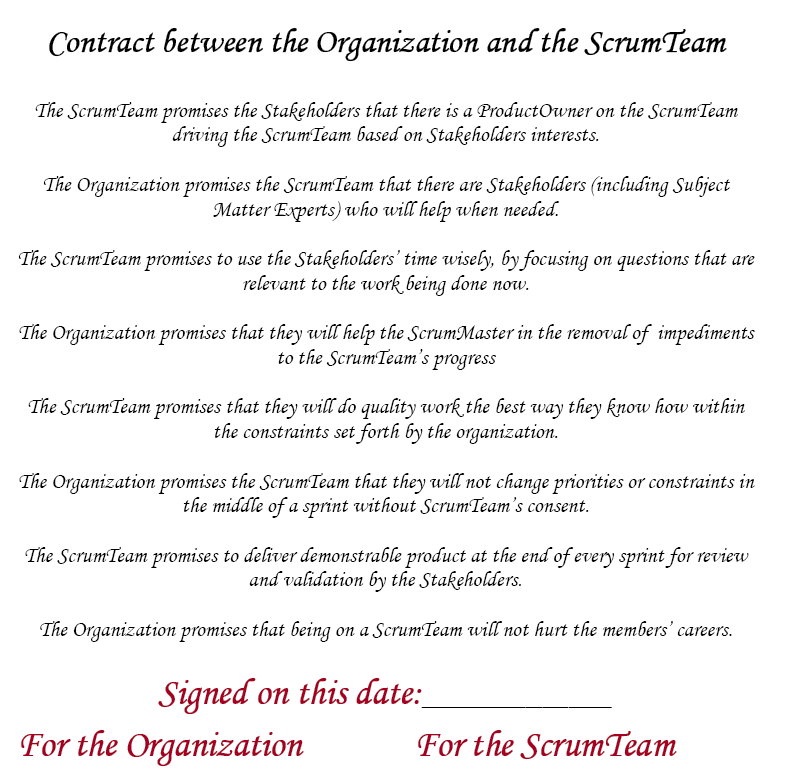 Contract between the Organization and the ScrumTeam
The ScrumTeam promises the Stakeholders that there is a ProductOwner on the ScrumTeam
driving the ScrumTeam based on Stakeholders interests.
The Organization promises the ScrumTeam that there are Stakeholders (including Subject
Matter Experts) who will help when needed.
The ScrumTeam promises to use the Stakeholders’ time wisely, by focusing on questions that are
relevant to the work being done now.
The Organization promises that they will help the ScrumMaster in the removal of impediments
to the ScrumTeam’s progress
The ScrumTeam promises that they will do quality work the best way they know how within
the constraints set forth by the organization.
The Organization promises the ScrumTeam that they will not change priorities or constraints in
the middle of a sprint without ScrumTeam’s consent.
The ScrumTeam promises to deliver demonstrable product at the end of every sprint for review
and validation by the Stakeholders.
The Organization promises that being on a ScrumTeam will not hurt the members’ careers.
Signed on this date:___________
For the Organization For the ScrumTeam